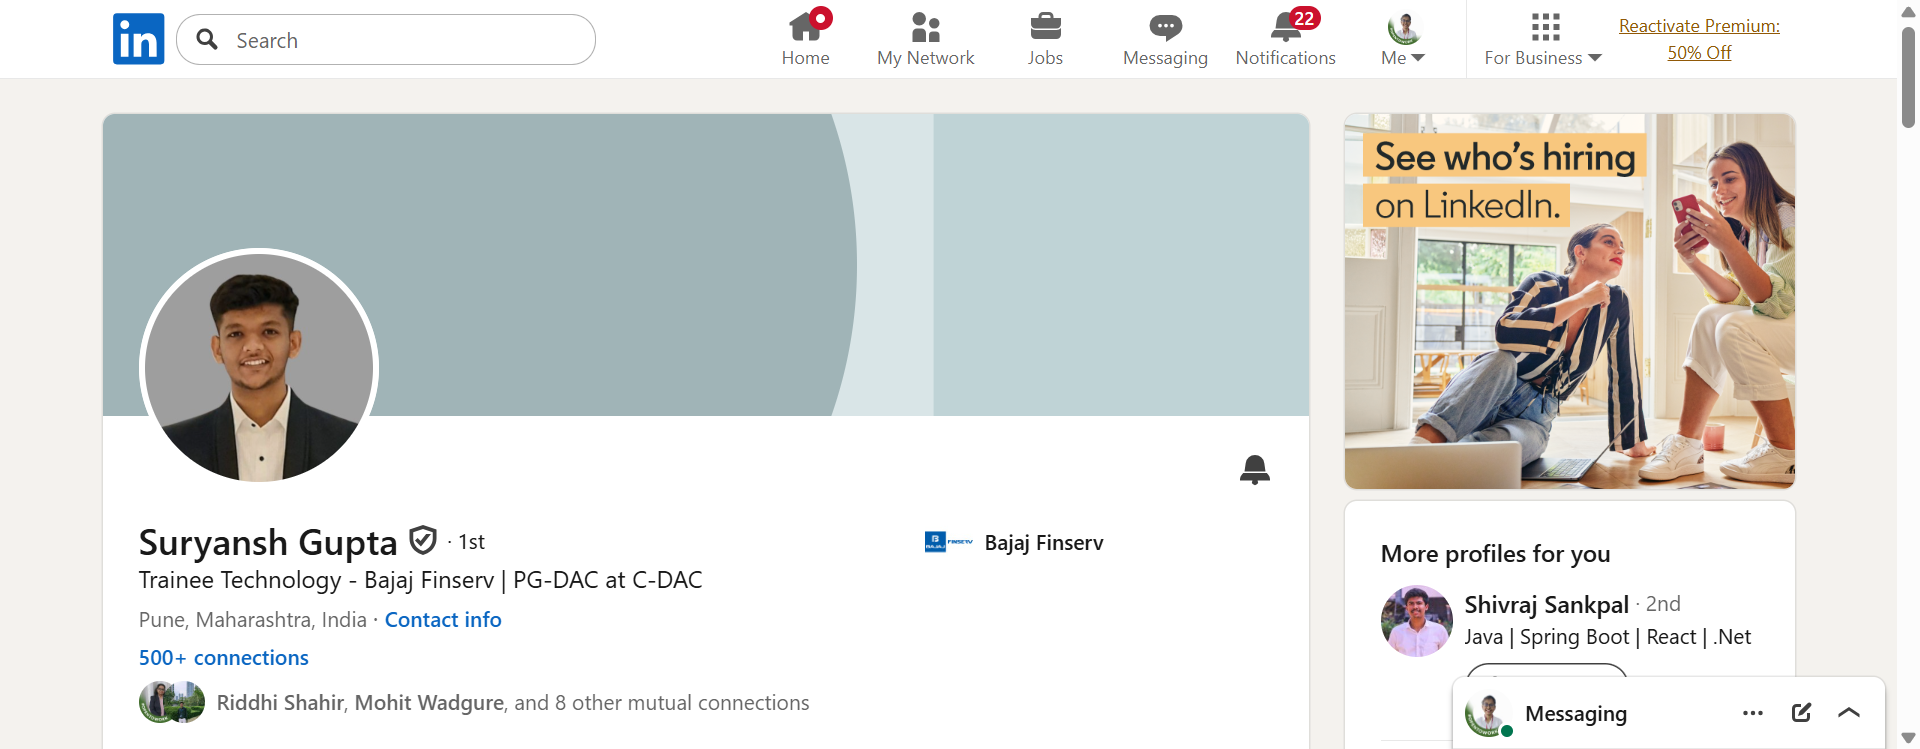 in
Search
Home
My Network
Jobs
Messaging
22
Notifications
Me
For Business
Reactivate Premium:
50% Off
See who's hiring
on LinkedIn.
Suryansh Gupta · 1st
Trainee Technology - Bajaj Finserv | PG-DAC at C-DAC
Pune, Maharashtra, India · Contact info
500+ connections
Riddhi Shahir, Mohit Wadgure, and 8 other mutual connections
BAJAJ FINSERV
Bajaj Finserv
More profiles for you
Shivraj Sankpal · 2nd
Java | Spring Boot | React | .Net
Messaging